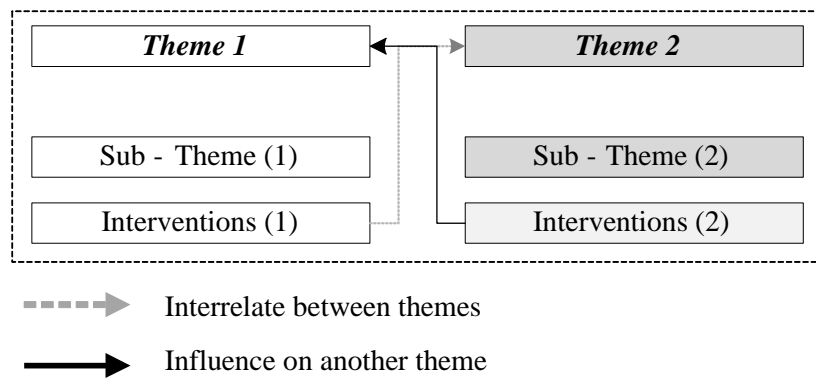 Theme 1
Theme 2
Sub - Theme (1)
Sub - Theme (2)
Interventions (1)
Interventions (2)
Interrelate between themes
Influence on another theme